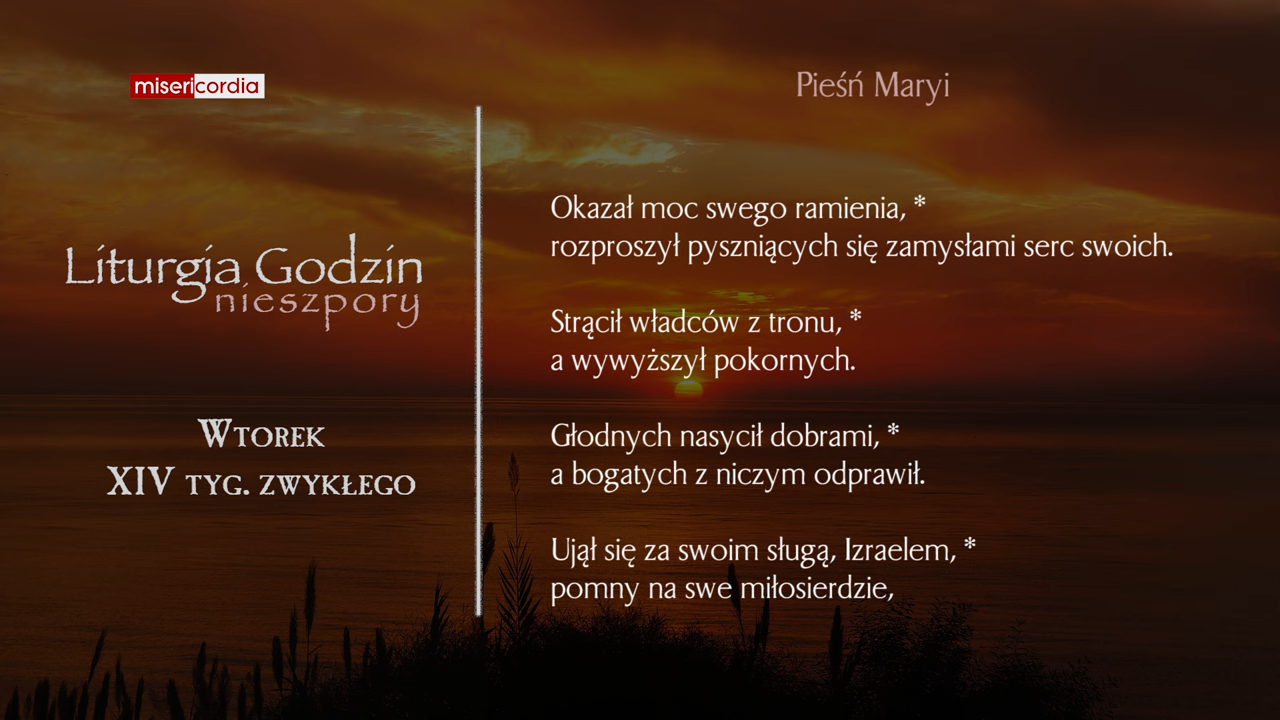 misericordia
Liturgia Godzin
nieszpory
Wtorek
XIV tyg. zwykłego
Pieśń Maryi
Okazał moc swego ramienia, *
rozproszył pyszniących się zamysłami serc swoich.
Strącił władców z tronu, *
a wywyższył pokornych.
Głodnych nasycił dobrami, *
a bogatych z niczym odprawił.
Ujął się za swoim sługą, Izraelem, *
pomny na swe miłosierdzie,